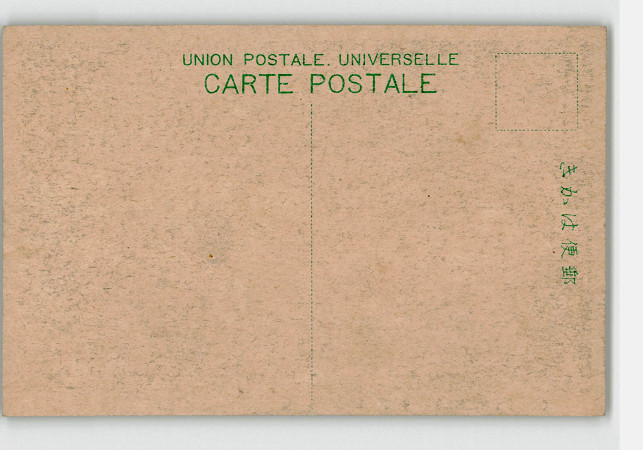 UNION POSTALE. UNIVERSELLE
CARTE POSTALE
きかは便郵